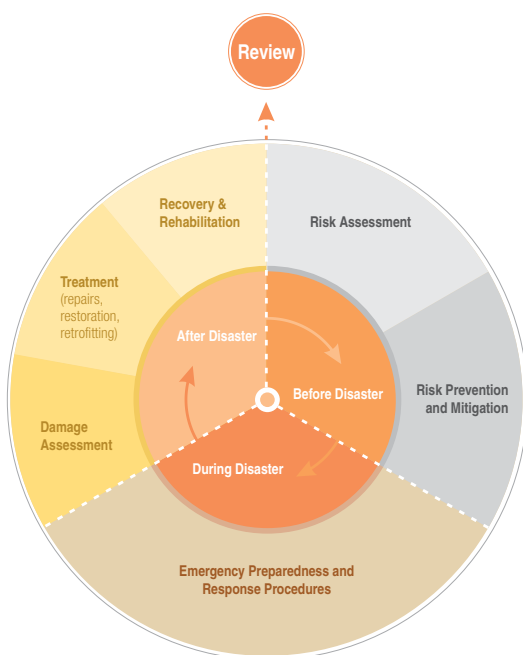 Review
Recovery &
Rehabilitation
Risk Assessment
Treatment
(repairs,
restoration,
retrofitting)
After Disaster
Before Disaster
Risk Prevention
and Mitigation
Damage
Assessment
During Disaster
Emergency Preparedness and
Response Procedures